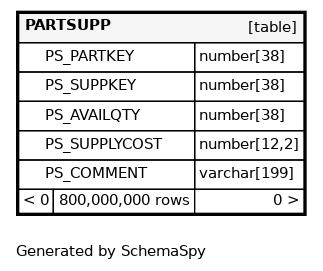 PARTSUPP [table]
PS_PARTKEY number[38]
PS_SUPPKEY number[38]
PS_AVAILQTY number[38]
PS_SUPPLYCOST number[12,2]
PS_COMMENT varchar[199]
< 0 800,000,000 rows 0 >
Generated by SchemaSpy